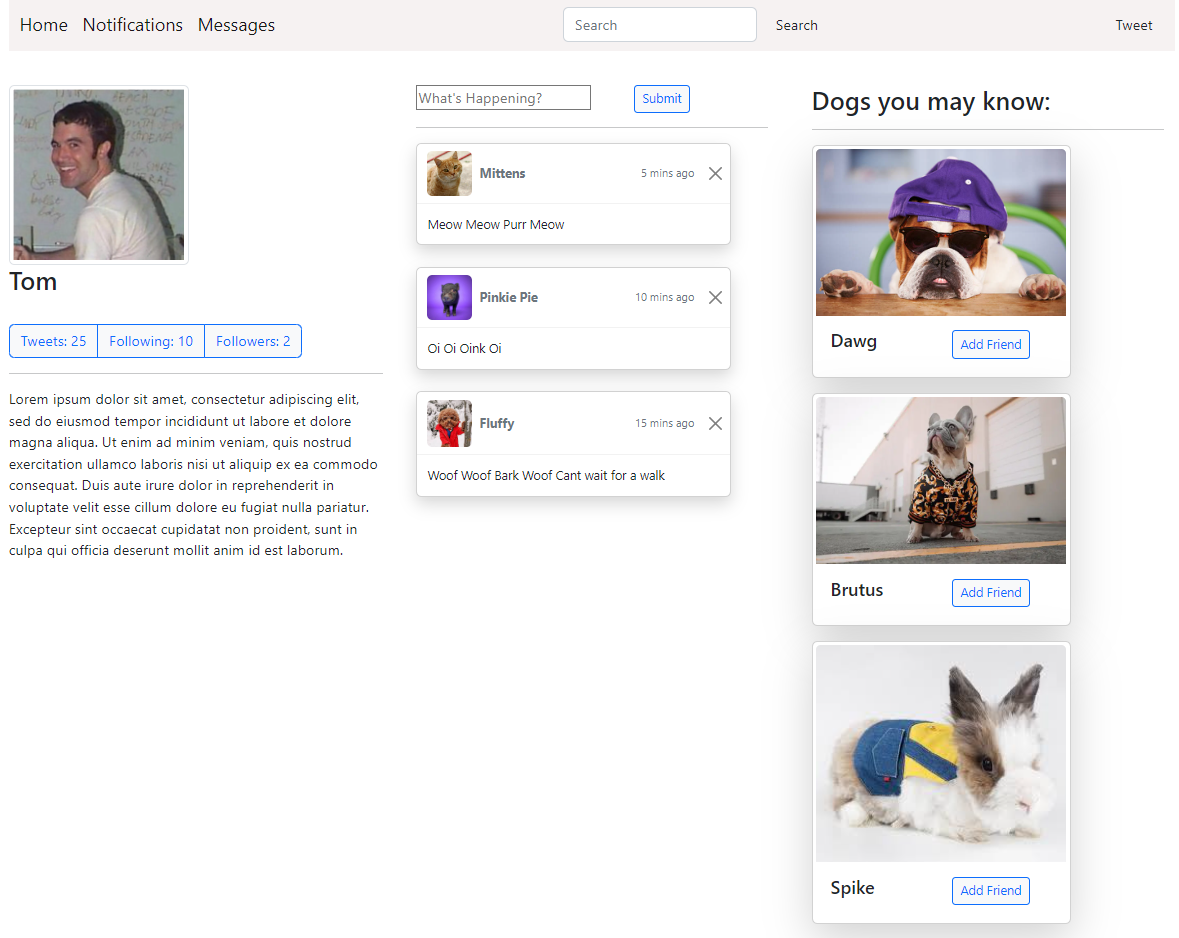 Home Notifications Messages Search Search Tweet
Tom
Tweets: 25 Following: 10 Followers: 2
Lorem ipsum dolor sit amet, consectetur adipiscing elit,
sed do eiusmod tempor incididunt ut labore et dolore
magna aliqua. Ut enim ad minim veniam, quis nostrud
exercitation ullamco laboris nisi ut aliquip ex ea commodo
consequat. Duis aute irure dolor in reprehenderit in
voluptate velit esse cillum dolore eu fugiat nulla pariatur.
Excepteur sint occaecat cupidatat non proident, sunt in
culpa qui officia deserunt mollit anim id est laborum.
What's Happening? Submit
Mittens 5 mins ago
Meow Meow Purr Meow
Pinkie Pie 10 mins ago
Oi Oi Oink Oi
Fluffy 15 mins ago
Woof Woof Bark Woof Cant wait for a walk
Dogs you may know:
Dawg Add Friend
Brutus Add Friend
Spike Add Friend